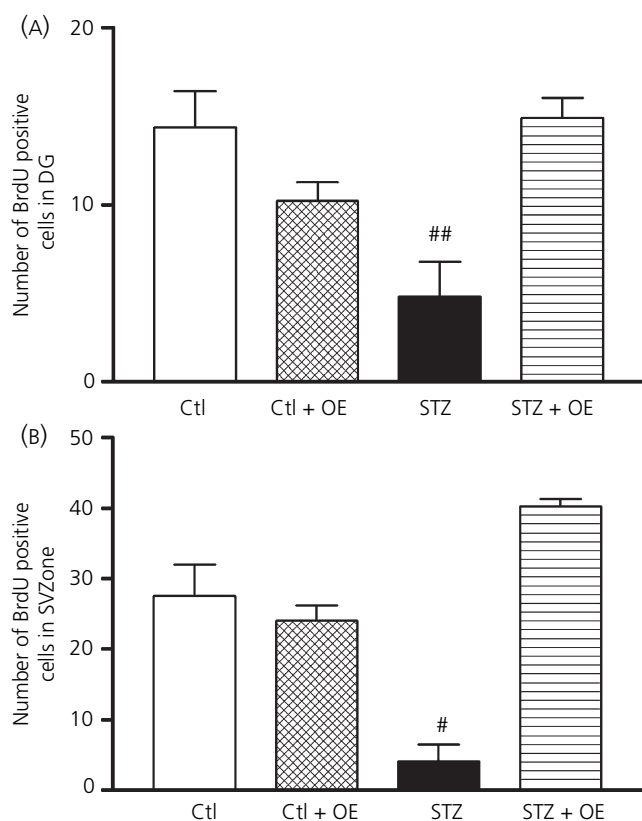 (A)
Number of BrdU positive
cells in DG
20
10
0
##
Ctl
Ctl + OE
STZ
STZ + OE
(B)
Number of BrdU positive
cells in SVZone
50
40
30
20
10
0
#
Ctl
Ctl + OE
STZ
STZ + OE